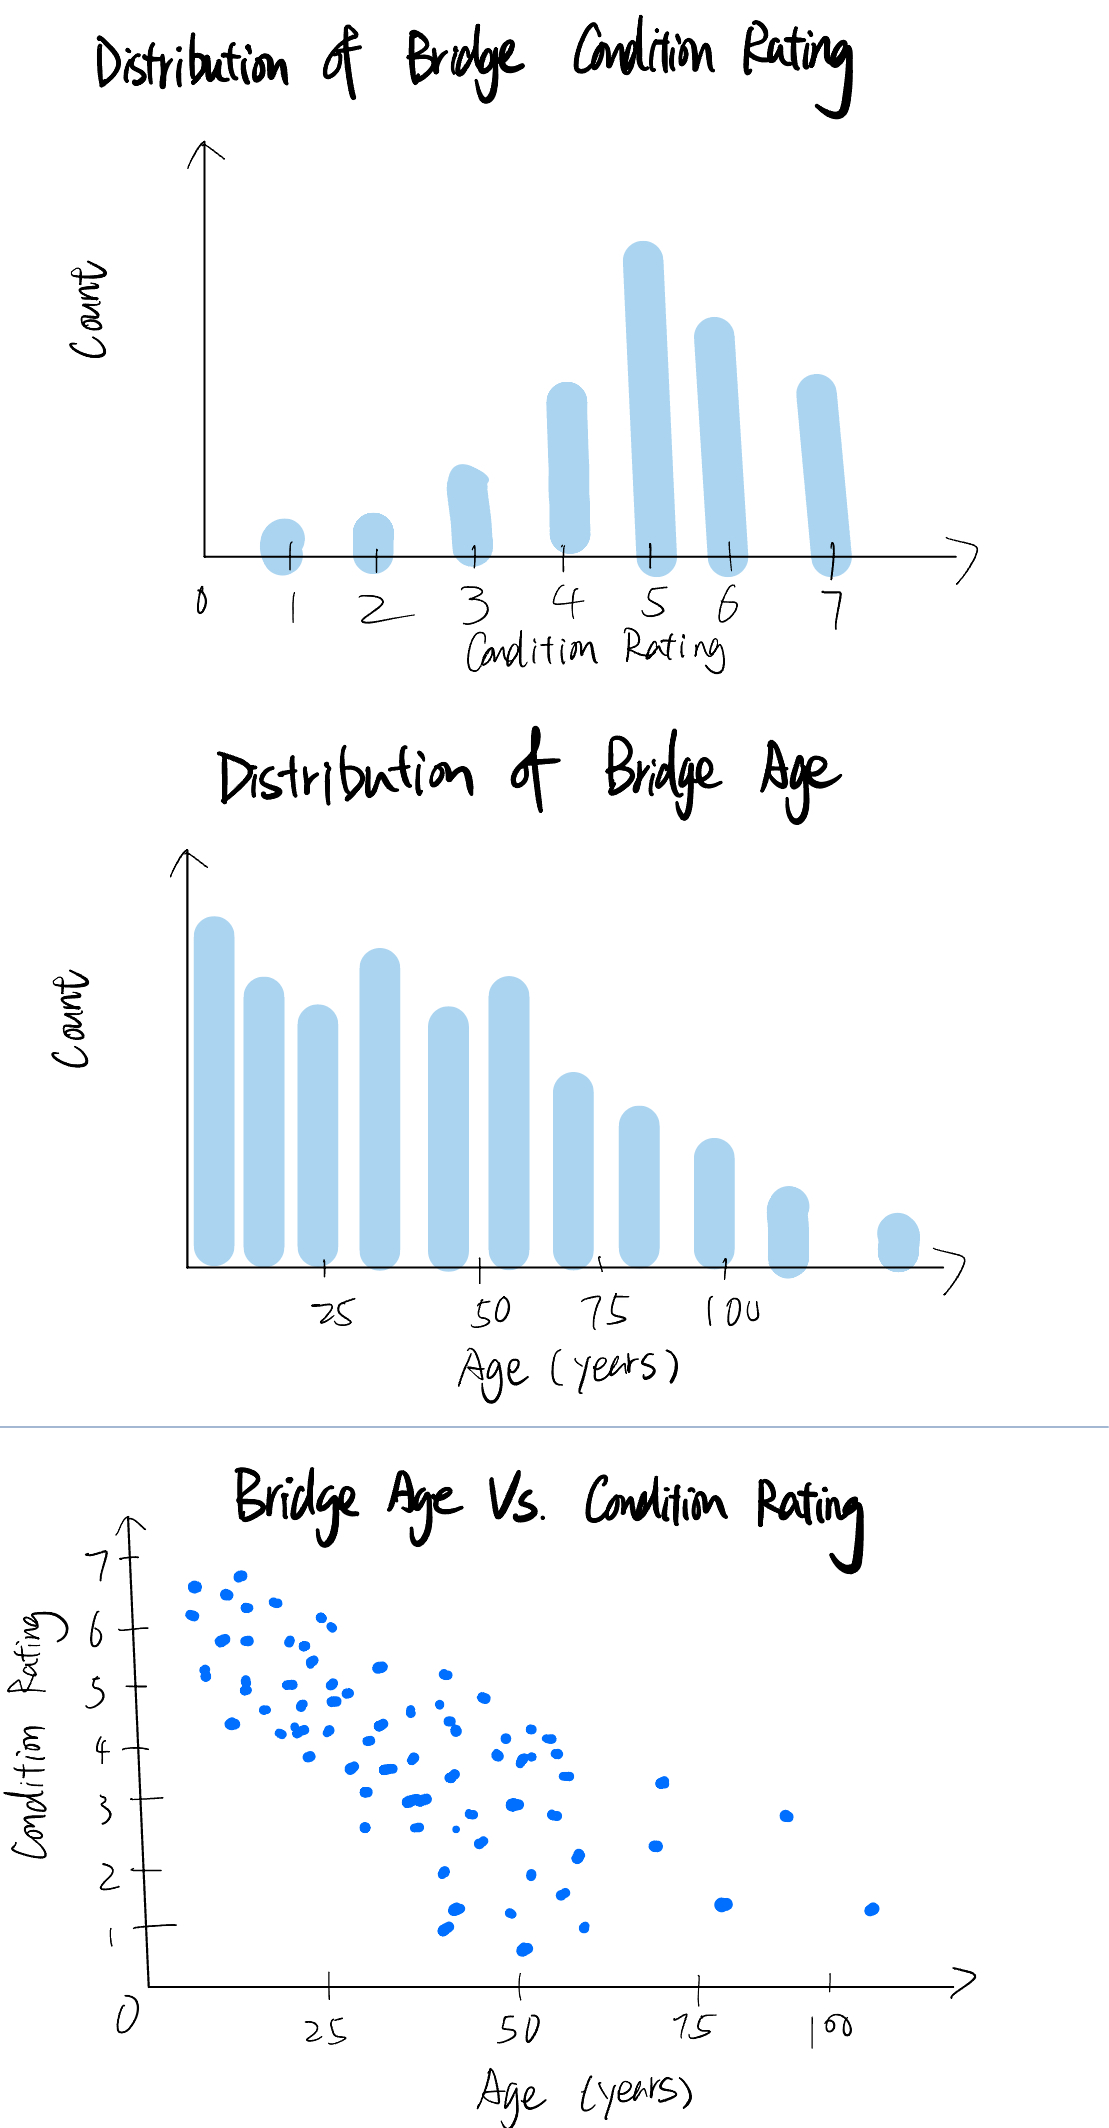 Distribution of Bridge Condition Rating
Count
0 1 2 3 4 5 6 7
Condition Rating
Distribution of Bridge Age
Count
25 50 75 100
Age (years)
Bridge Age Vs. Condition Rating
Condition Rating
7
6
5
4
3
2
1
0
25 50 75 100
Age (years)